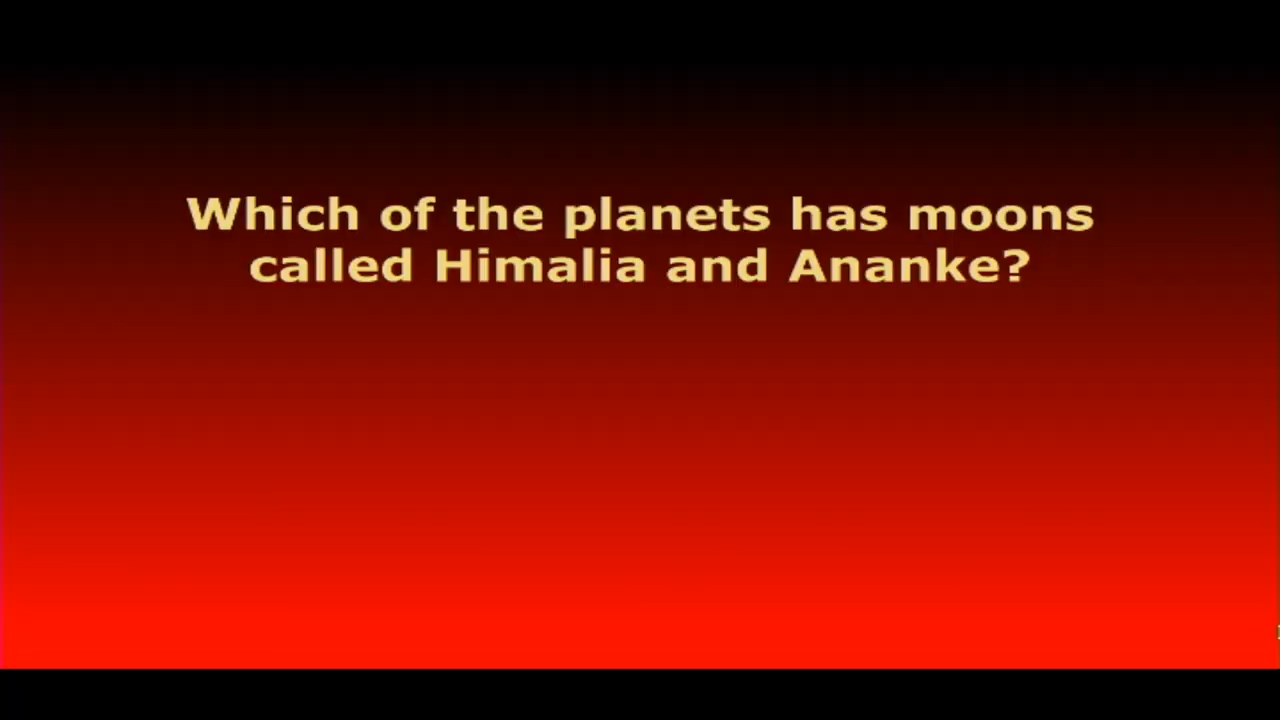 Which of the planets has moons
called Himalia and Ananke?